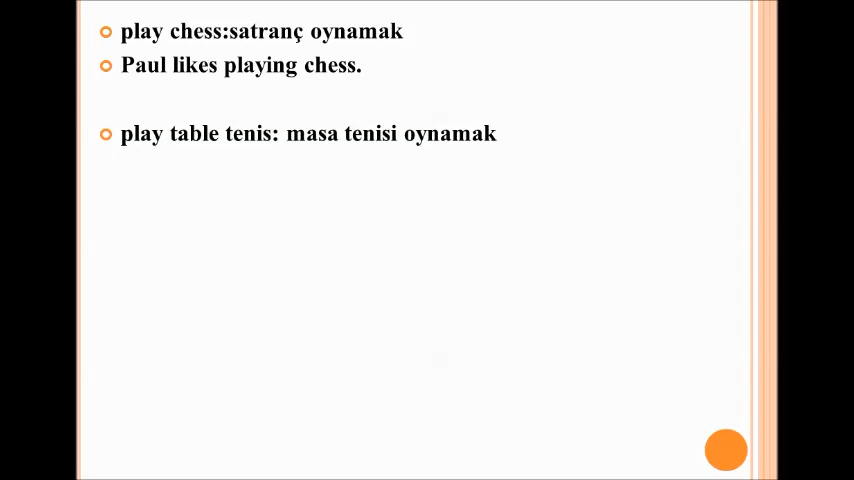 play chess:satranç oynamak
Paul likes playing chess.
play table tenis: masa tenisi oynamak